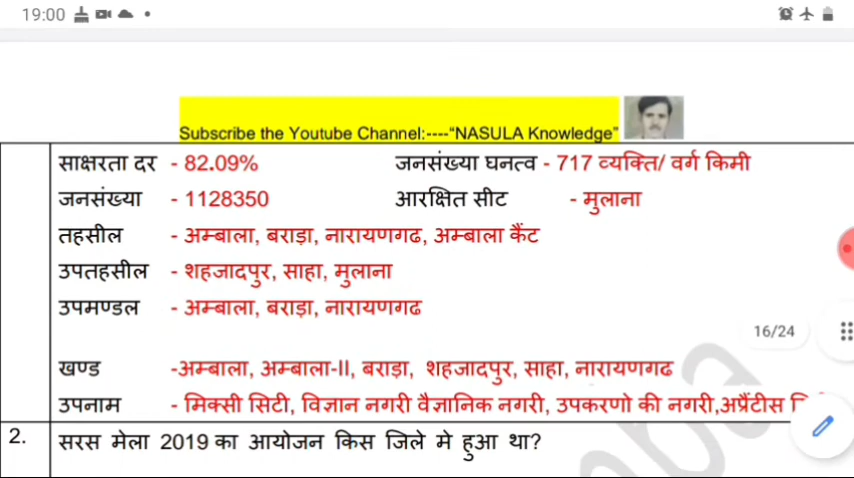 19:00
Subscribe the Youtube Channel:----“NASULA Knowledge”
साक्षरता दर - 82.09% जनसंख्या घनत्व - 717 व्यक्ति/ वर्ग किमी
जनसंख्या - 1128350 आरक्षित सीट - मुलाना
तहसील - अम्बाला, बराड़ा, नारायणगढ, अम्बाला कैंट
उपतहसील - शहजादपुर, साहा, मुलाना
उपमण्डल - अम्बाला, बराड़ा, नारायणगढ
16/24
खण्ड -अम्बाला, अम्बाला-II, बराड़ा, शहजादपुर, साहा, नारायणगढ
उपनाम - मिक्सी सिटी, विज्ञान नगरी वैज्ञानिक नगरी, उपकरणो की नगरी,अप्रैंटीस
2. सरस मेला 2019 का आयोजन किस जिले मे हुआ था?